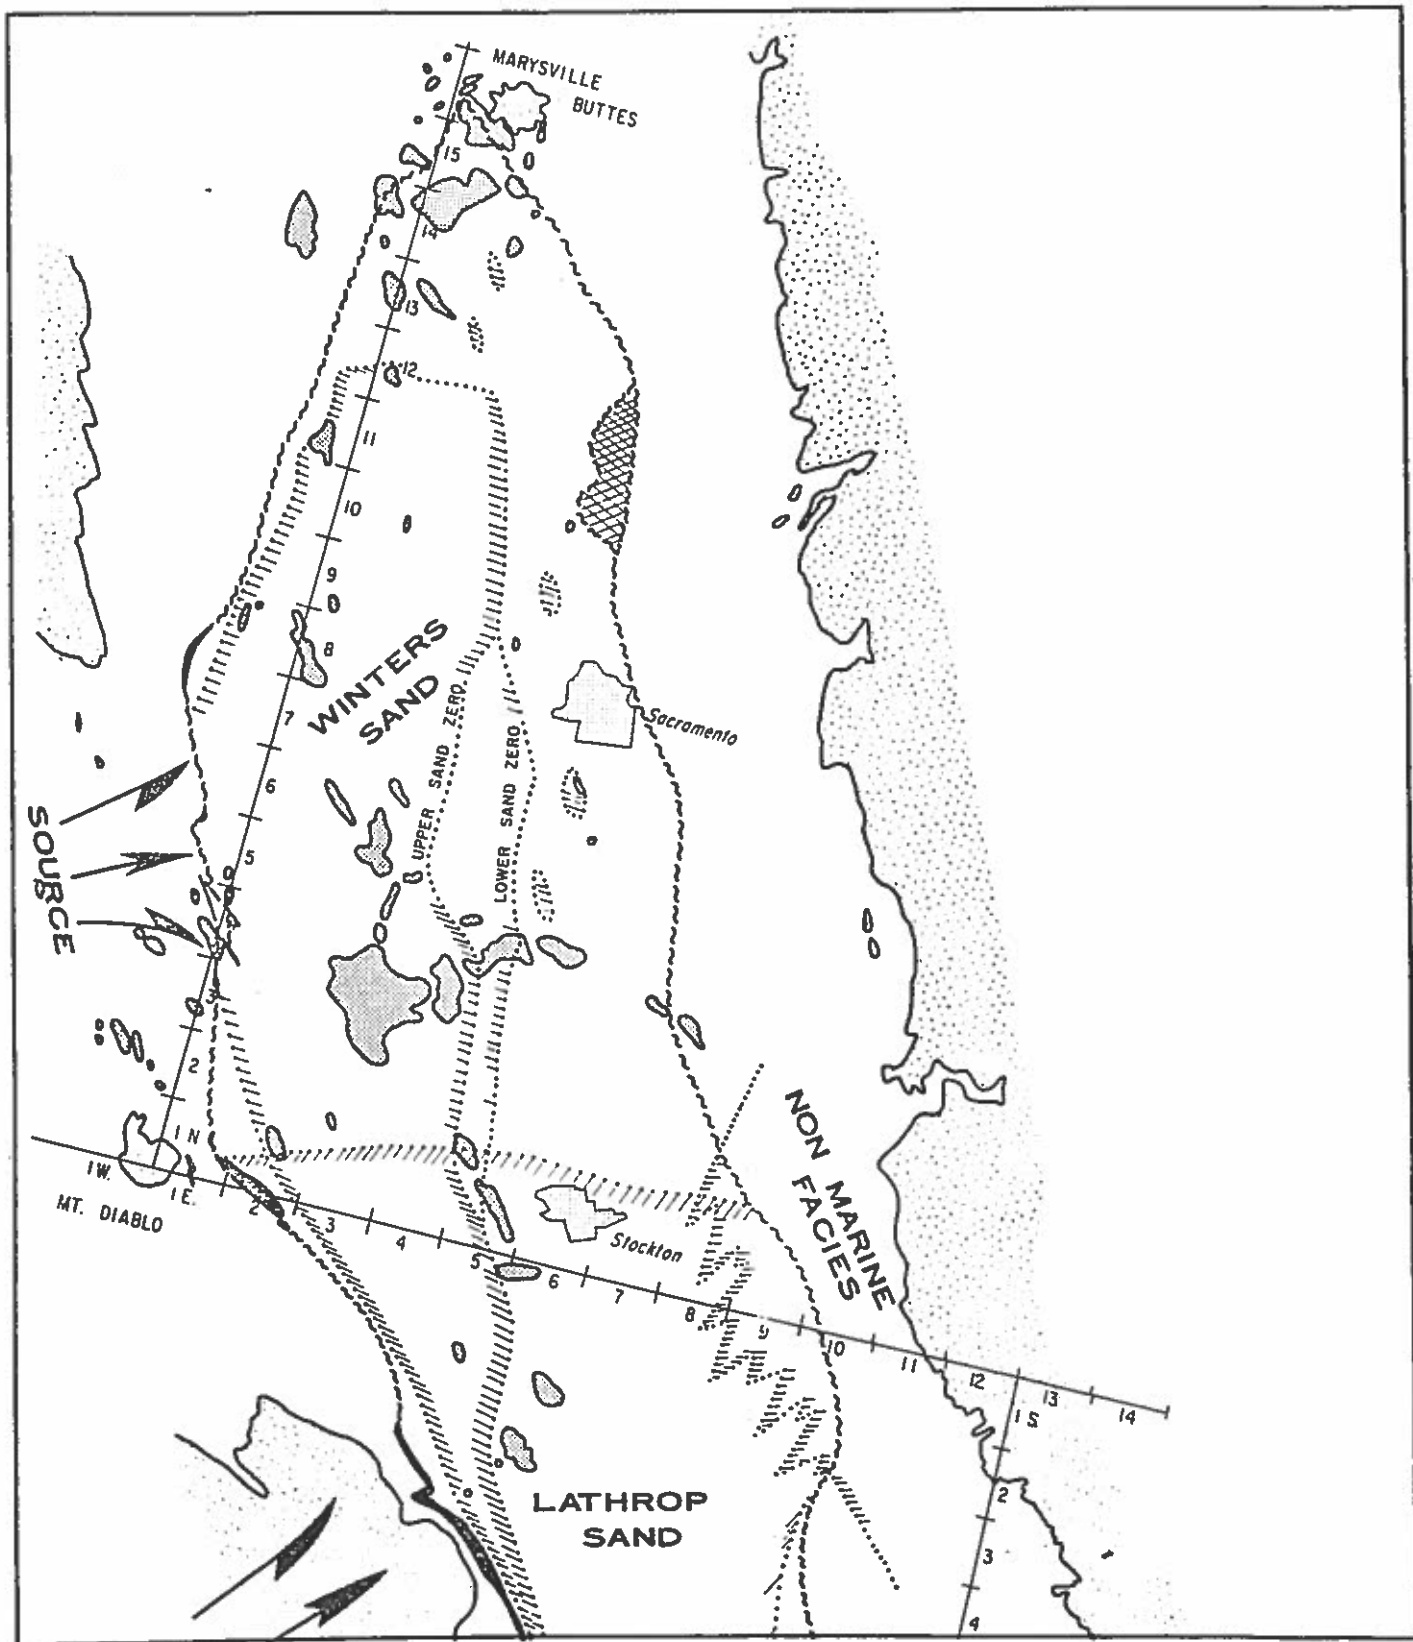 MARYSVILLE
BUTTES
15
14
13
12
11
10
9
8
7
6
5
4
3
2
1 N
WINTERS
SAND
UPPER SAND ZERO
LOWER SAND ZERO
Sacramento
SOURCE
NON MARINE
FACIES
1 W.
1 E.
MT. DIABLO
2
3
4
5
6
7
8
9
10
11
12
13
14
Stockton
1 S.
2
3
4
LATHROP
SAND